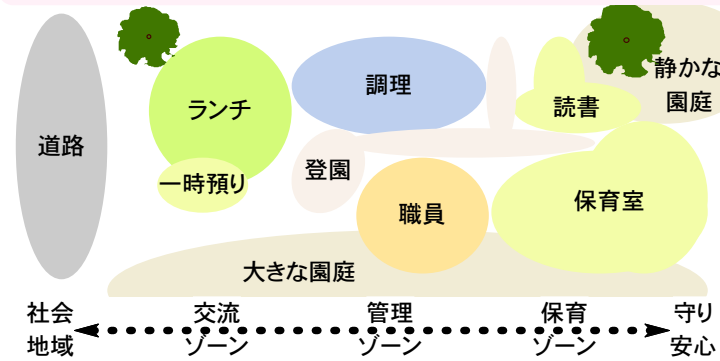 道路
ランチ
一時預り
調理
登園
職員
読書
静かな
園庭
保育室
大きな園庭
社会
地域
交流
ゾーン
管理
ゾーン
保育
ゾーン
守り
安心